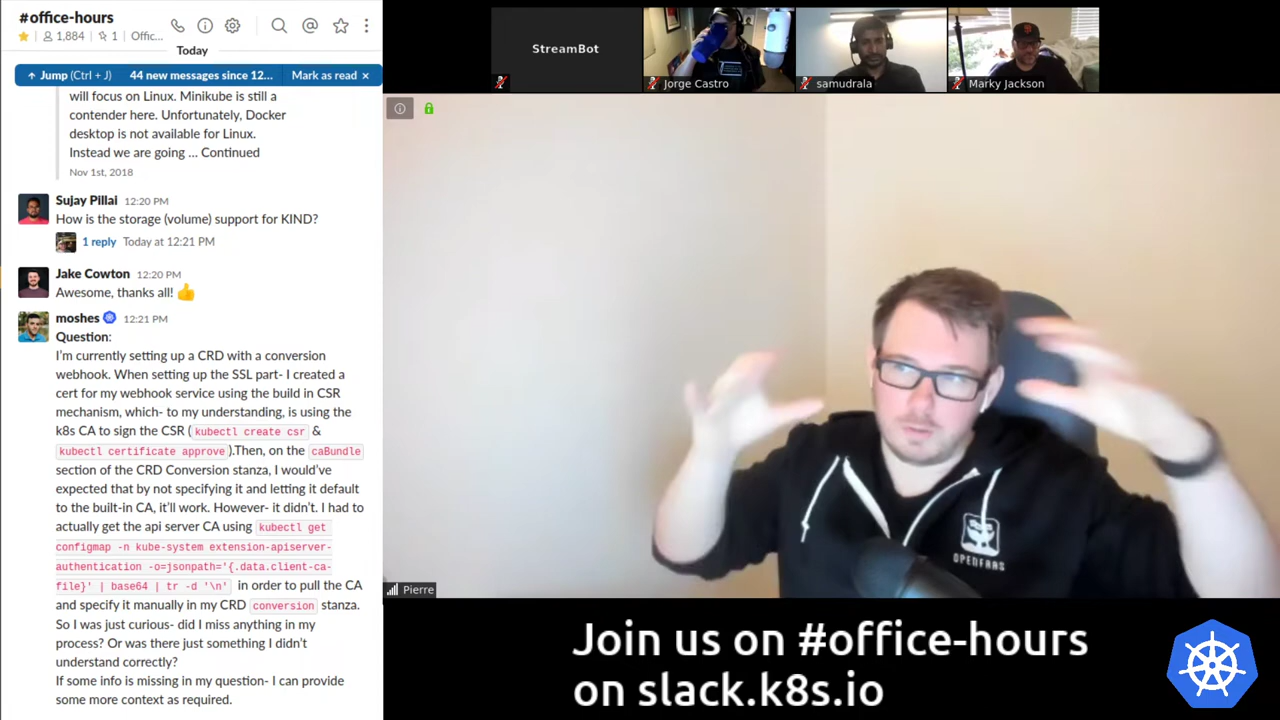 #office-hours
1,884 1 Offic...
Today
Jump (Ctrl + J) 44 new messages since 12... Mark as read ×
will focus on Linux. Minikube is still a
contender here. Unfortunately, Docker
desktop is not available for Linux.
Instead we are going ... Continued
Nov 1st, 2018
Sujay Pillai 12:20 PM
How is the storage (volume) support for KIND?
1 reply Today at 12:21 PM
Jake Cowton 12:20 PM
Awesome, thanks all! 👍
moshes 12:21 PM
Question:
I'm currently setting up a CRD with a conversion
webhook. When setting up the SSL part- I created a
cert for my webhook service using the build in CSR
mechanism, which- to my understanding, is using the
k8s CA to sign the CSR ( kubectl create csr &
kubectl certificate approve ).Then, on the caBundle
section of the CRD Conversion stanza, I would've
expected that by not specifying it and letting it default
to the built-in CA, it'll work. However- it didn't. I had to
actually get the api server CA using kubectl get
configmap -n kube-system extension-apiserver-
authentication -o=jsonpath='{.data.client-ca-
file}' | base64 | tr -d '\n' in order to pull the CA
and specify it manually in my CRD conversion stanza.
So I was just curious- did I miss anything in my
process? Or was there just something I didn't
understand correctly?
If some info is missing in my question- I can provide
some more context as required.
StreamBot
Jorge Castro
samudrala
Marky Jackson
OPENFAAS
Pierre
Join us on #office-hours
on slack.k8s.io